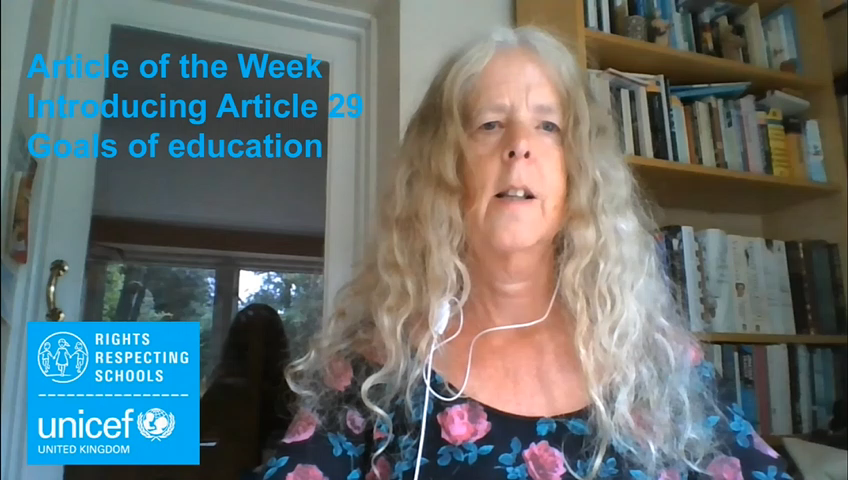 Article of the Week
Introducing Article 29
Goals of education
RIGHTS
RESPECTING
SCHOOLS
unicef
UNITED KINGDOM